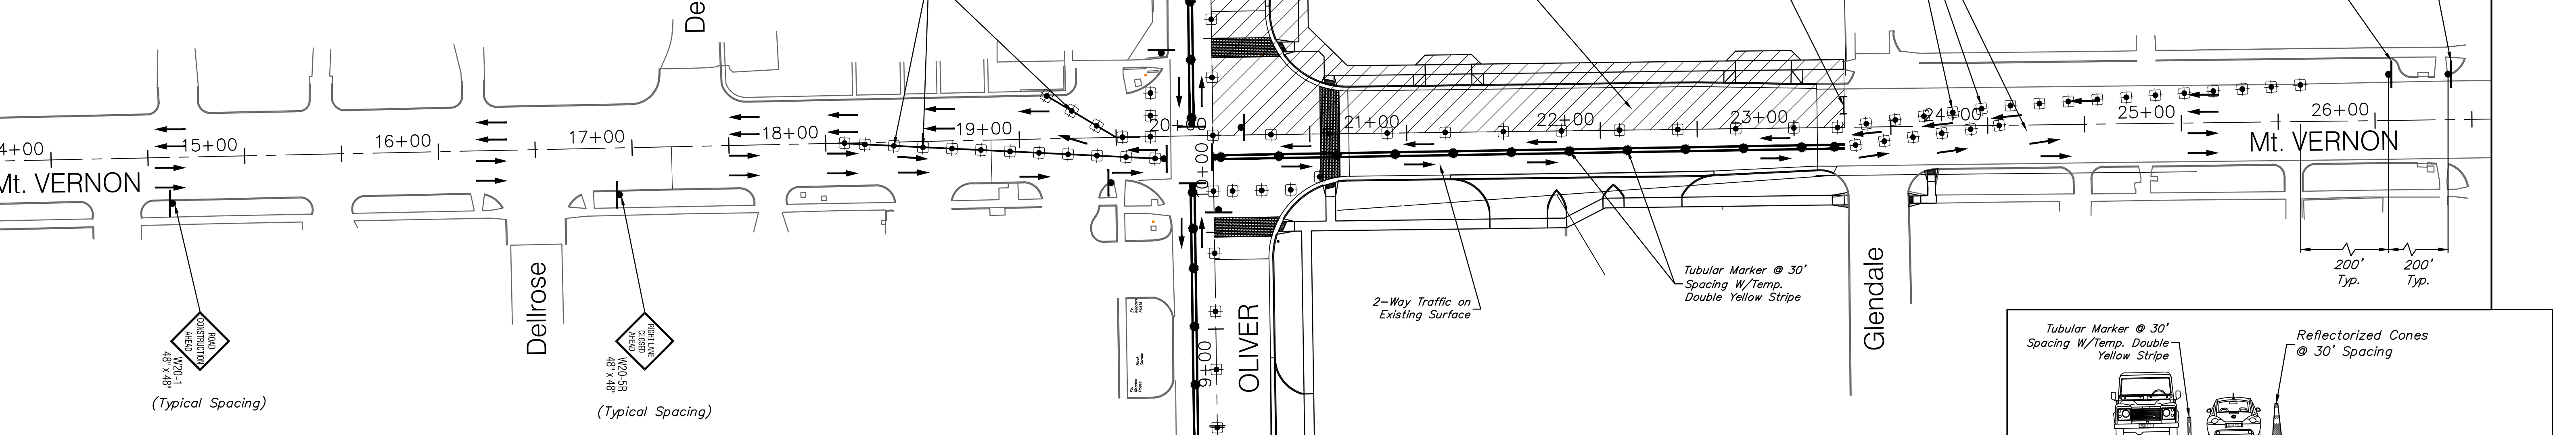 De
4+00
15+00
16+00
17+00
18+00
19+00
20+00
21+00
22+00
23+00
24+00
25+00
26+00
Mt. VERNON
Mt. VERNON
200'
Typ.
200'
Typ.
ROAD
CONSTRUCTION
AHEAD
W20-1
48" x 48"
(Typical Spacing)
Dellrose
RIGHT LANE
CLOSED
AHEAD
W20-5R
48" x 48"
(Typical Spacing)
0+00
9+00
OLIVER
2-Way Traffic on
Existing Surface
Tubular Marker @ 30'
Spacing W/Temp.
Double Yellow Stripe
Glendale
Tubular Marker @ 30'
Spacing W/Temp. Double
Yellow Stripe
Reflectorized Cones
@ 30' Spacing